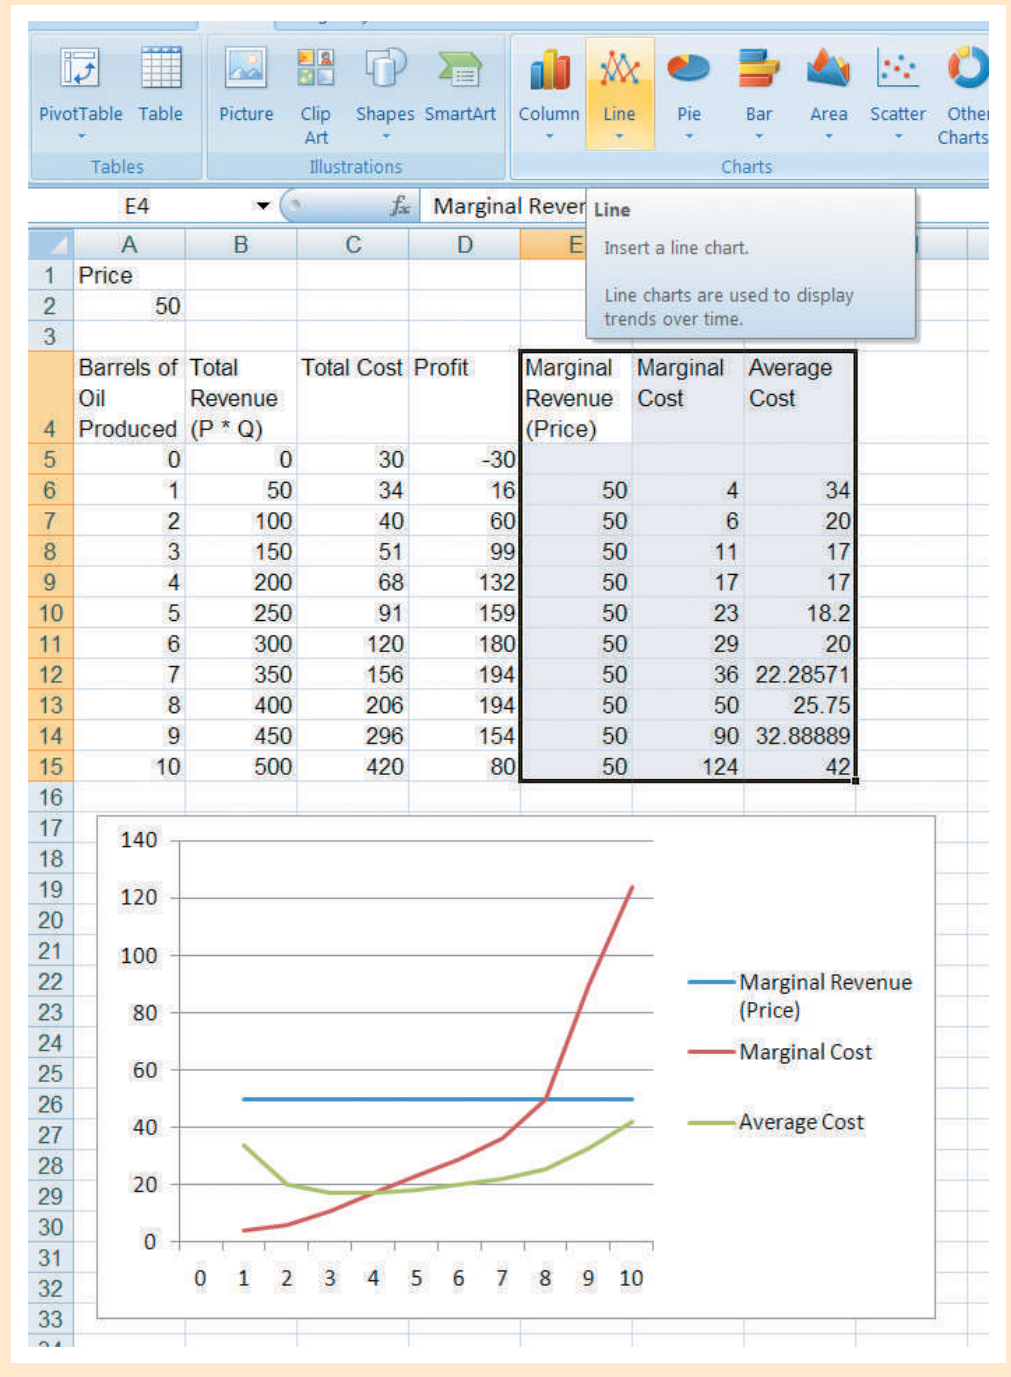 PivotTable Table Picture Clip Art Shapes SmartArt Column Line Pie Bar Area Scatter Other Charts
Tables Illustrations Charts
E4 fx Marginal Rever
Line
Insert a line chart.
Line charts are used to display
trends over time.
A B C D E
1 Price
2 50
3
4 Barrels of Oil Produced Total Revenue (P * Q) Total Cost Profit Marginal Revenue (Price) Marginal Cost Average Cost
5 0 0 30 -30
6 1 50 34 16 50 4 34
7 2 100 40 60 50 6 20
8 3 150 51 99 50 11 17
9 4 200 68 132 50 17 17
10 5 250 91 159 50 23 18.2
11 6 300 120 180 50 29 20
12 7 350 156 194 50 36 22.28571
13 8 400 206 194 50 50 25.75
14 9 450 296 154 50 90 32.88889
15 10 500 420 80 50 124 42
16
17
18
19
20
21
22
23
24
25
26
27
28
29
30
31
32
33
140
120
100
80
60
40
20
0
0 1 2 3 4 5 6 7 8 9 10
Marginal Revenue
(Price)
Marginal Cost
Average Cost